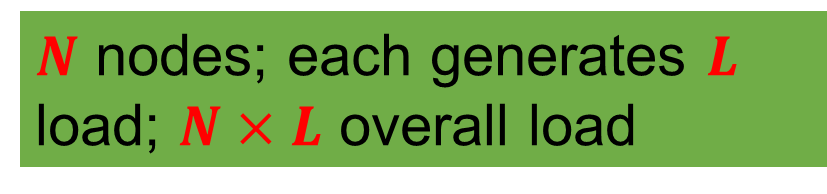 N nodes; each generates L
load; N × L overall load